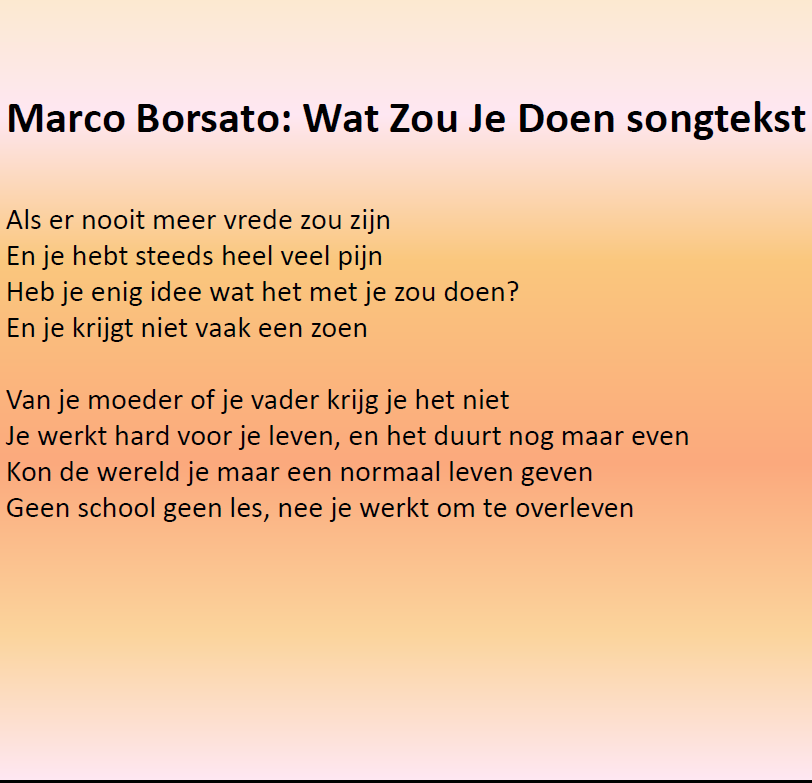 Marco Borsato: Wat Zou Je Doen songtekst
Als er nooit meer vrede zou zijn
En je hebt steeds heel veel pijn
Heb je enig idee wat het met je zou doen?
En je krijgt niet vaak een zoen
Van je moeder of je vader krijg je het niet
Je werkt hard voor je leven, en het duurt nog maar even
Kon de wereld je maar een normaal leven geven
Geen school geen les, nee je werkt om te overleven